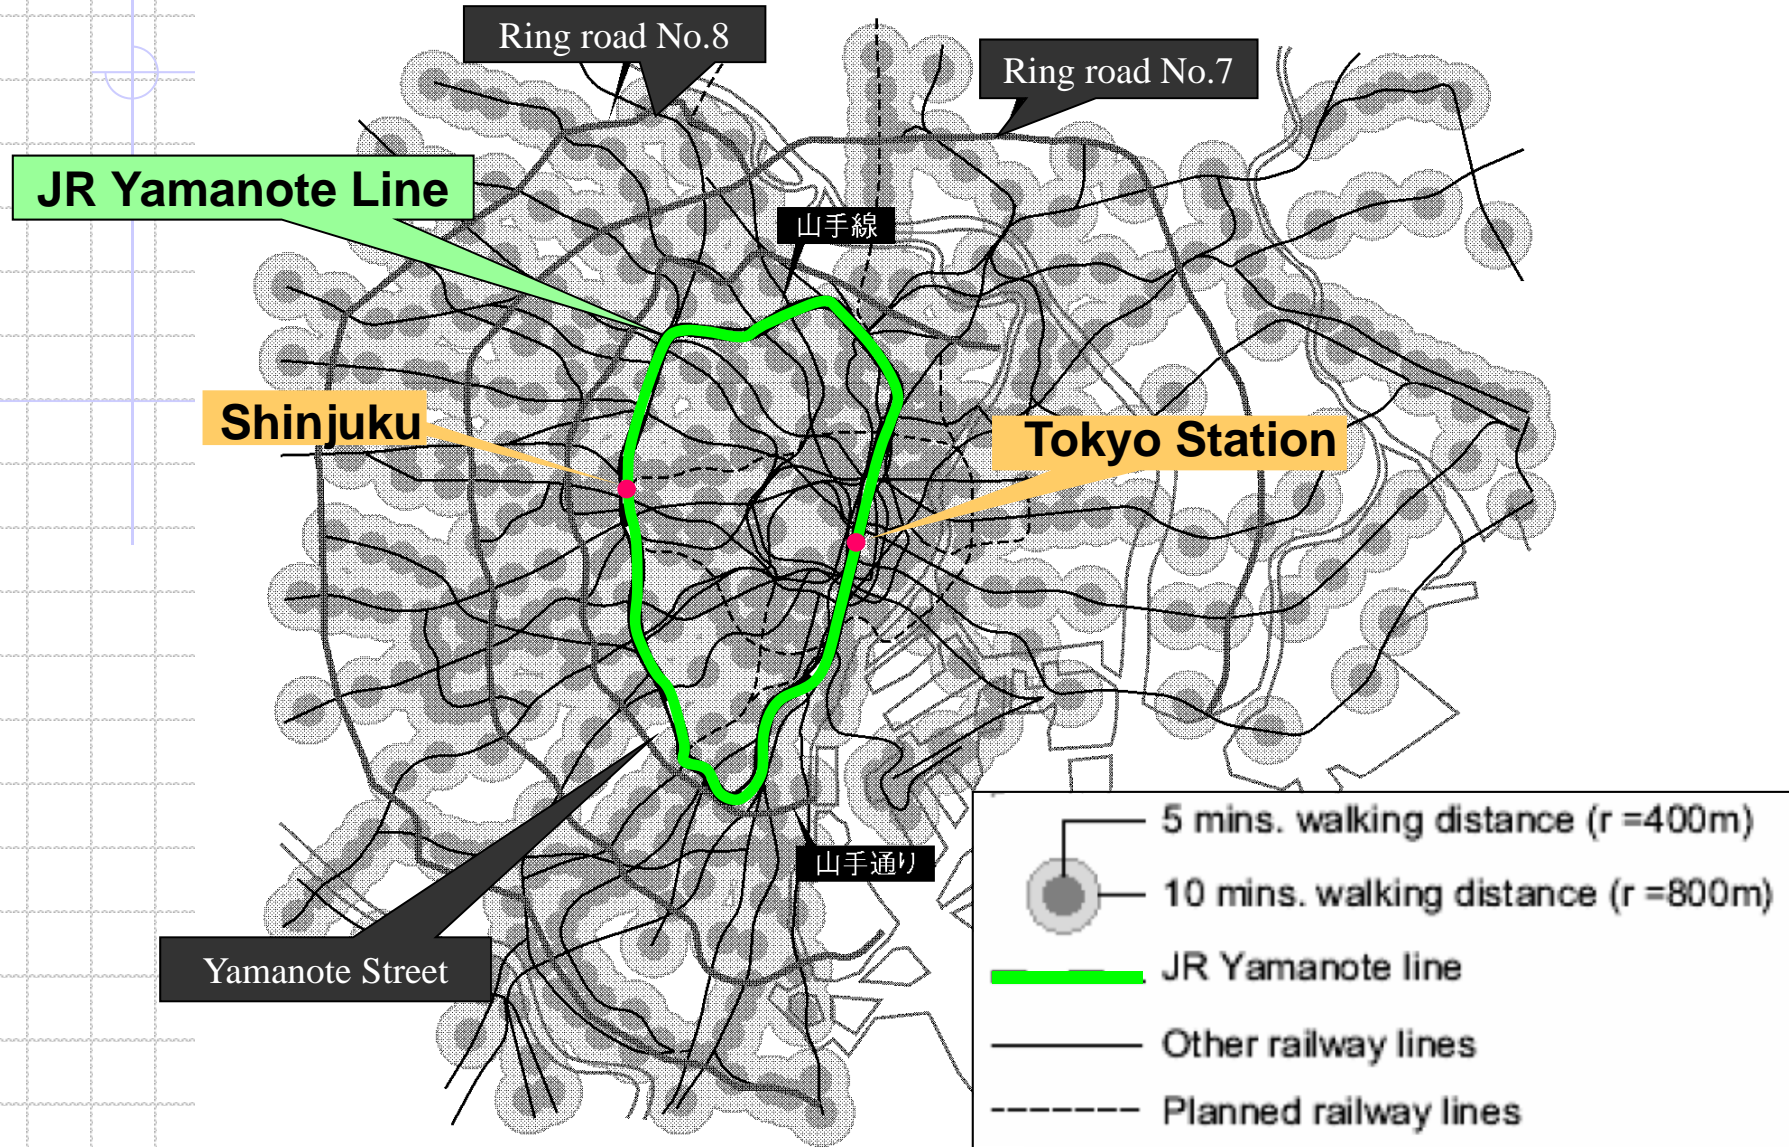 Ring road No.8
Ring road No.7
JR Yamanote Line
山手線
Shinjuku
Tokyo Station
山手通り
Yamanote Street
5 mins. walking distance (r =400m)
10 mins. walking distance (r =800m)
JR Yamanote line
Other railway lines
Planned railway lines